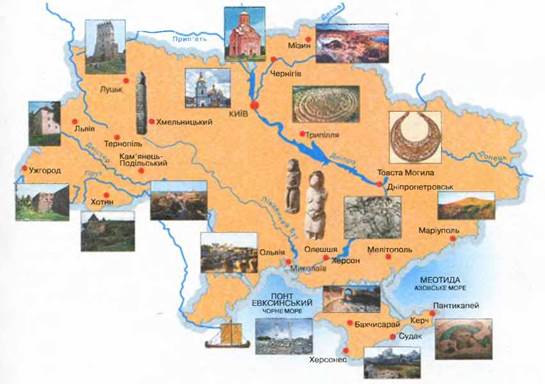 Прип'ять
Десна
Мізин
Чернігів
Луцьк
КИЇВ
Хмельницький
Львів
Тернопіль
Трипілля
Кам'янець-
Подільський
Дністер
Прут
Дніпро
Донець
Ужгород
Хотин
Товста Могила
Дніпропетровськ
Південний Буг
Маріуполь
Олешшя
Херсон
Мелітополь
Ольвія
Миколаїв
МЕОТИДА
АЗОВСЬКЕ МОРЕ
ПОНТ
ЕВКСИНСЬКИЙ
ЧОРНЕ МОРЕ
Пантикапей
Керч
Бахчисарай
Судак
Херсонес